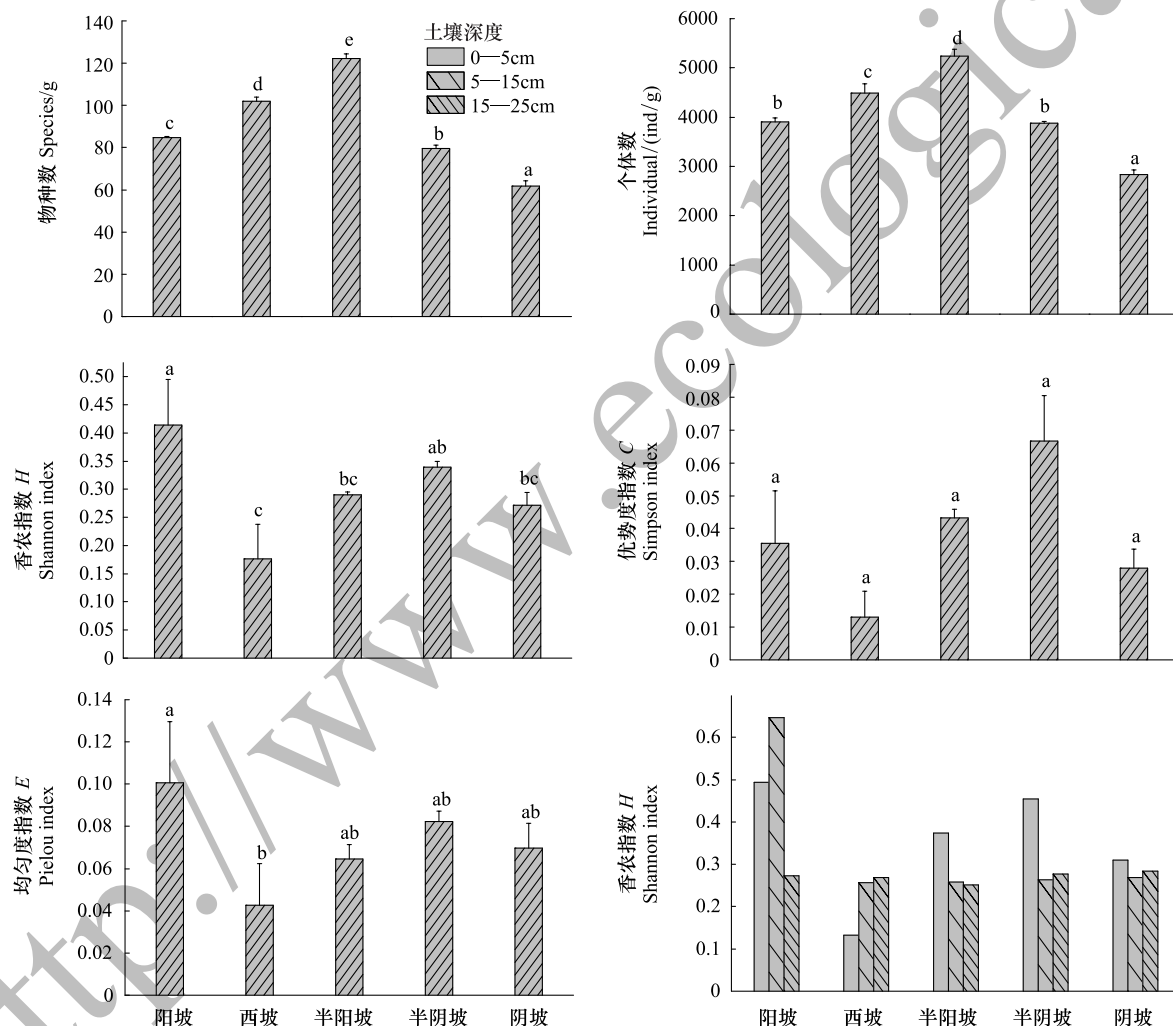 140
120
100
80
60
40
20
0
物种数 Species/g
c
d
e
b
a
土壤深度
0—5cm
5—15cm
15—25cm
6000
5000
4000
3000
2000
1000
0
个体数
Individual/(ind/g)
b
c
d
b
a
0.50
0.45
0.40
0.35
0.30
0.25
0.20
0.15
0.10
0.05
0
香农指数 H
Shannon index
a
c
bc
ab
bc
0.09
0.08
0.07
0.06
0.05
0.04
0.03
0.02
0.01
0
优势度指数 C
Simpson index
a
a
a
a
a
0.14
0.12
0.10
0.08
0.06
0.04
0.02
0
均匀度指数 E
Pielou index
a
b
ab
ab
ab
阳坡 西坡 半阳坡 半阴坡 阴坡
0.6
0.5
0.4
0.3
0.2
0.1
0
香农指数 H
Shannon index
阳坡 西坡 半阳坡 半阴坡 阴坡
ttp://www.ecologica